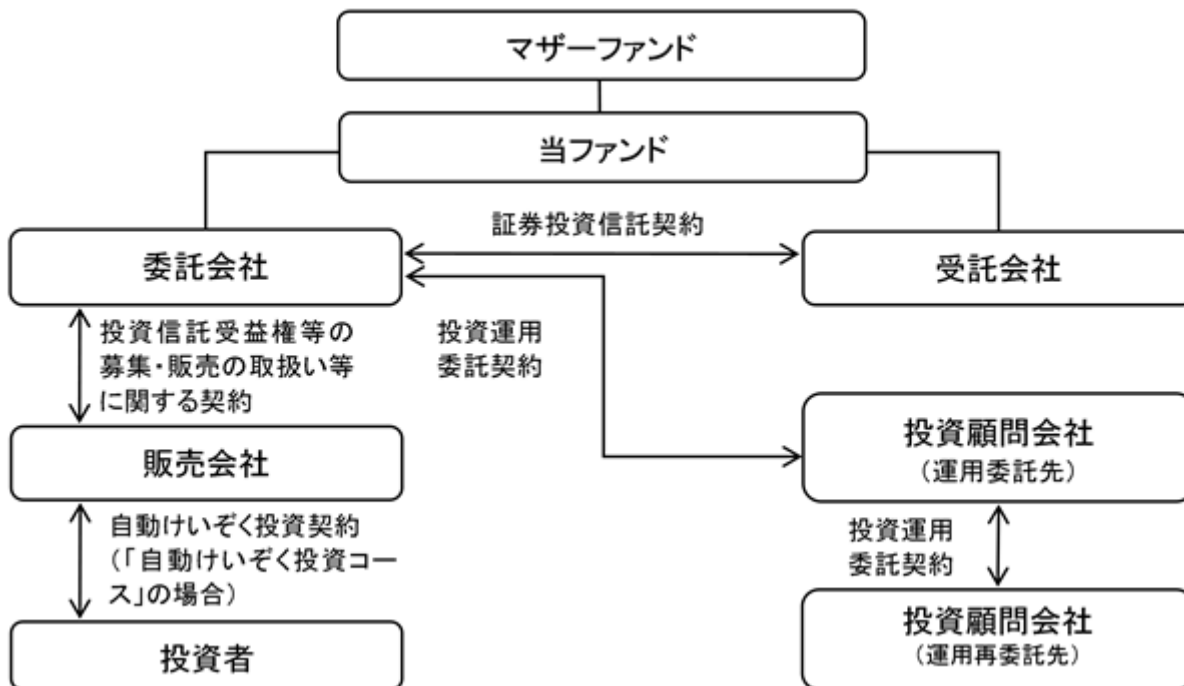 マザーファンド
当ファンド
証券投資信託契約
委託会社
受託会社
投資信託受益権等の
募集・販売の取扱い等
に関する契約
投資運用
委託契約
販売会社
投資顧問会社
（運用委託先）
自動けいぞく投資契約
（「自動けいぞく投資コー
ス」の場合）
投資運用
委託契約
投資者
投資顧問会社
（運用再委託先）